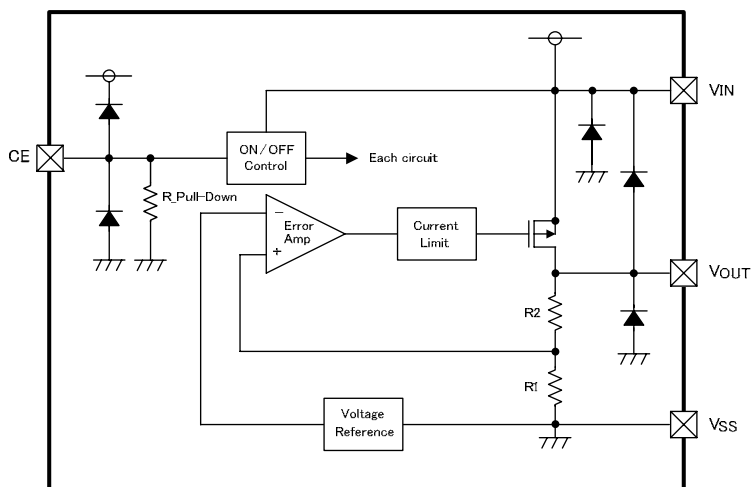 VIN
CE
ON/OFF
Control
Each circuit
R_Pull-Down
−
Error
Amp
+
Current
Limit
VOUT
R2
R1
Voltage
Reference
VSS